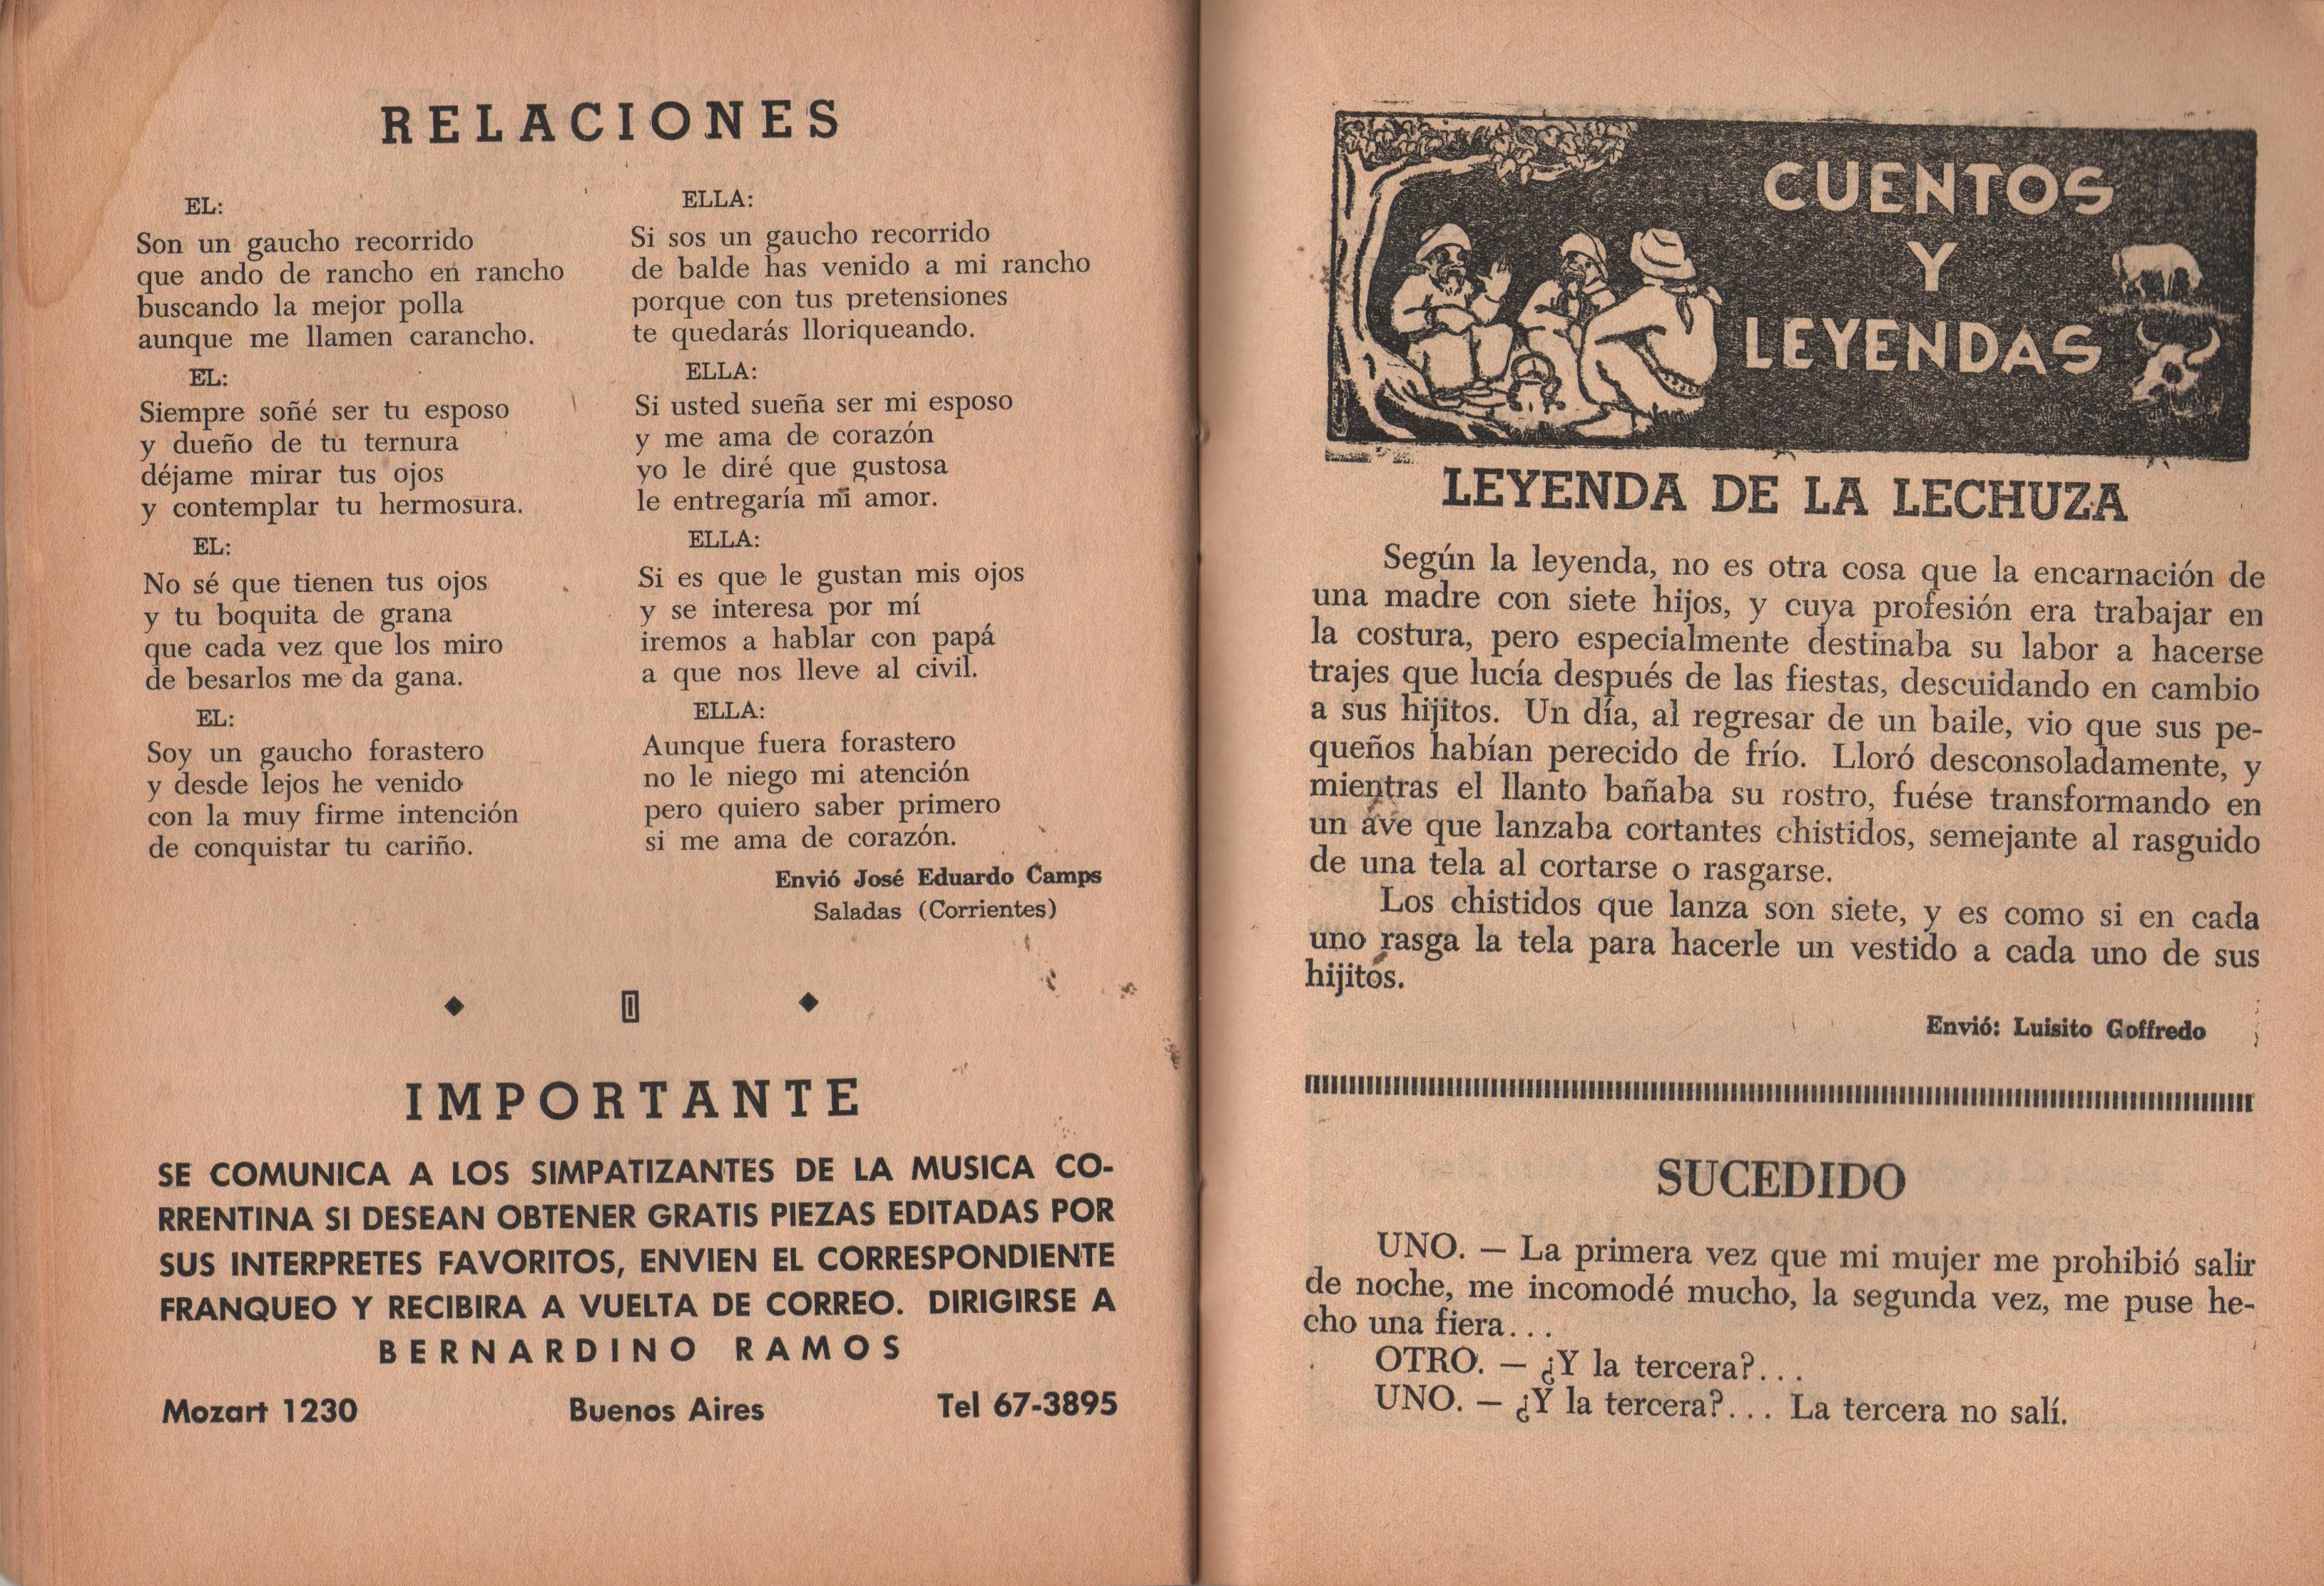 RELACIONES
EL:
Son un gaucho recorrido
que ando de rancho en rancho
buscando la mejor polla
aunque me llamen carancho.
EL:
Siempre soñé ser tu esposo
y dueño de tu ternura
déjame mirar tus ojos
y contemplar tu hermosura.
EL:
No sé que tienen tus ojos
y tu boquita de grana
que cada vez que los miro
de besarlos me da gana.
EL:
Soy un gaucho forastero
y desde lejos he venido
con la muy firme intención
de conquistar tu cariño.
ELLA:
Si sos un gaucho recorrido
de balde has venido a mi rancho
porque con tus pretensiones
te quedarás lloriqueando.
ELLA:
Si usted sueña ser mi esposo
y me ama de corazón
yo le diré que gustosa
le entregaría mi amor.
ELLA:
Si es que le gustan mis ojos
y se interesa por mí
iremos a hablar con papá
a que nos lleve al civil.
ELLA:
Aunque fuera forastero
no le niego mi atención
pero quiero saber primero
si me ama de corazón.
Envió José Eduardo Camps
Saladas (Corrientes)
IMPORTANTE
SE COMUNICA A LOS SIMPATIZANTES DE LA MUSICA CO-
RRENTINA SI DESEAN OBTENER GRATIS PIEZAS EDITADAS POR
SUS INTERPRETES FAVORITOS, ENVIEN EL CORRESPONDIENTE
FRANQUEO Y RECIBIRA A VUELTA DE CORREO. DIRIGIRSE A
BERNARDINO RAMOS
Mozart 1230 Buenos Aires Tel 67-3895
CUENTOS
Y
LEYENDAS
LEYENDA DE LA LECHUZA
Según la leyenda, no es otra cosa que la encarnación de
una madre con siete hijos, y cuya profesión era trabajar en
la costura, pero especialmente destinaba su labor a hacerse
trajes que lucía después de las fiestas, descuidando en cambio
a sus hijitos. Un día, al regresar de un baile, vio que sus pe-
queños habían perecido de frío. Lloró desconsoladamente, y
mientras el llanto bañaba su rostro, fuése transformando en
un ave que lanzaba cortantes chistidos, semejante al rasguido
de una tela al cortarse o rasgarse.
Los chistidos que lanza son siete, y es como si en cada
uno rasga la tela para hacerle un vestido a cada uno de sus
hijitos.
Envió: Luisito Goffredo
SUCEDIDO
UNO. — La primera vez que mi mujer me prohibió salir
de noche, me incomodé mucho, la segunda vez, me puse he-
cho una fiera...
OTRO. — ¿Y la tercera?...
UNO. — ¿Y la tercera?... La tercera no salí.